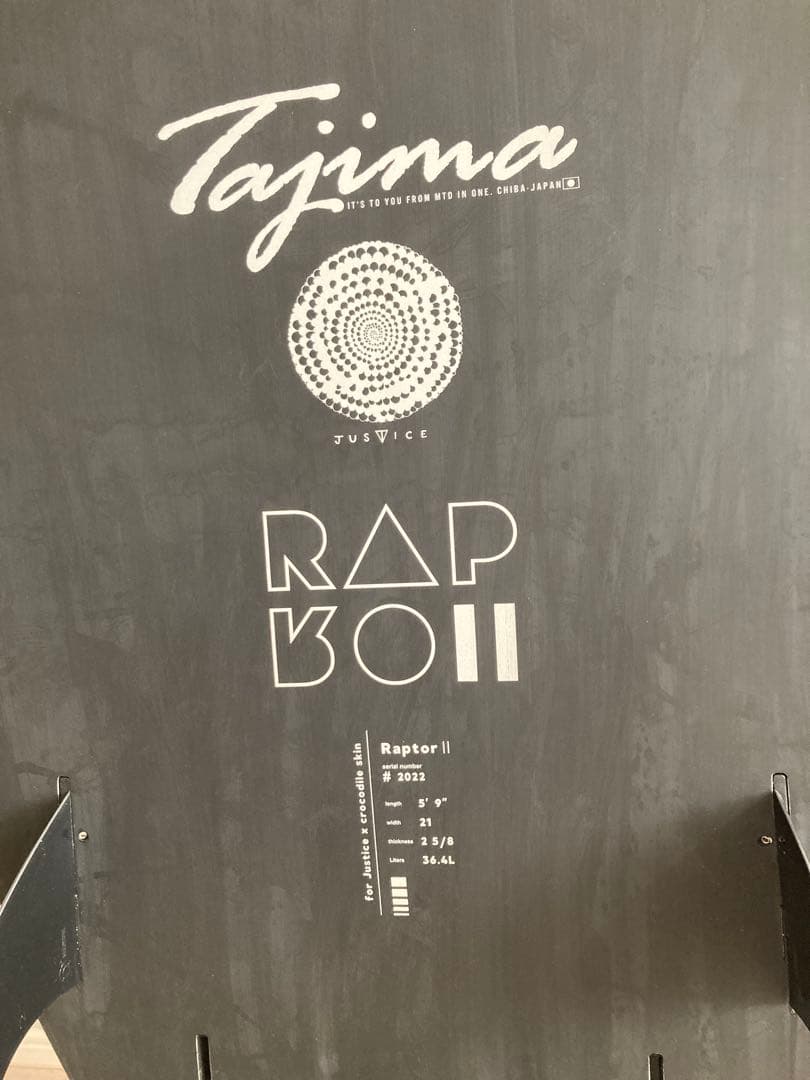 Tajima
IT'S TO YOU FROM MTD IN ONE. CHIBA-JAPAN
JUSTICE
RAP
RO II
for Justice x crocodile skin
Raptor II
serial number
# 2022
length 5' 9"
width 21
thickness 2 5/8
Liters 36.4L